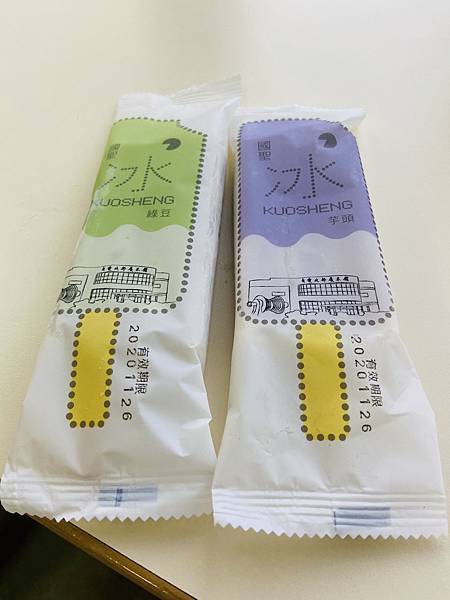 國聖
冰
KUOSHENG
綠豆
有效期限
20201126
國聖
冰
KUOSHENG
芋頭
有效期限
20201126